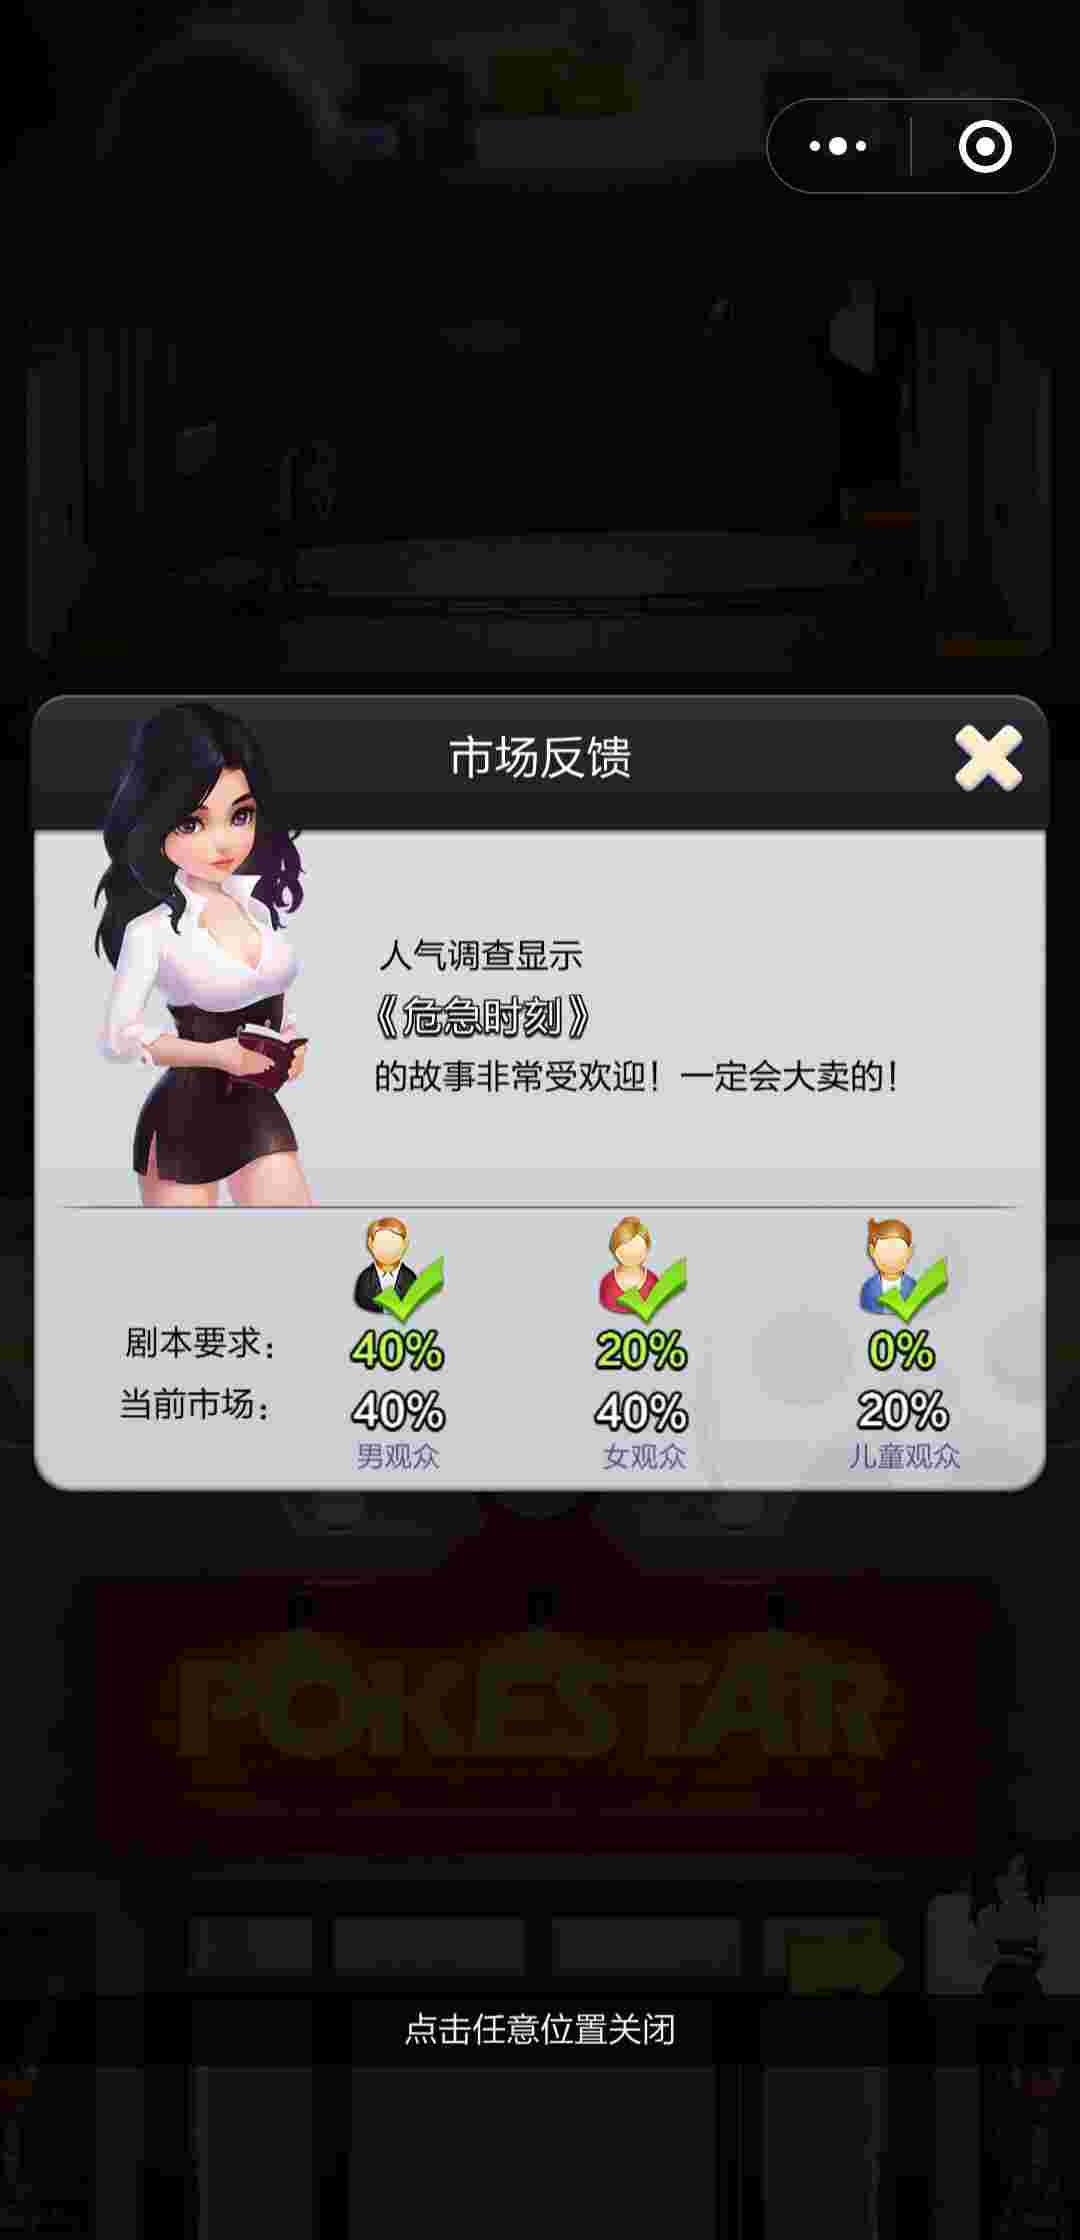 市场反馈
人气调查显示
《危急时刻》
的故事非常受欢迎！一定会大卖的！
剧本要求： 40% 20% 0%
当前市场： 40% 40% 20%
男观众 女观众 儿童观众
POKESTAR
点击任意位置关闭